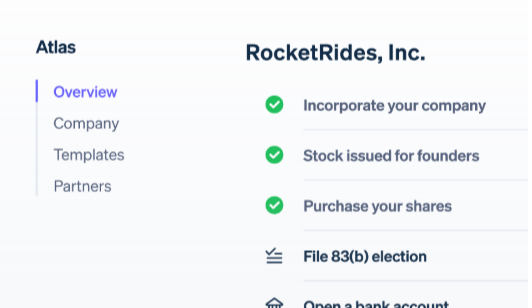 Atlas
Overview
Company
Templates
Partners
RocketRides, Inc.
Incorporate your company
Stock issued for founders
Purchase your shares
File 83(b) election
Open a bank account